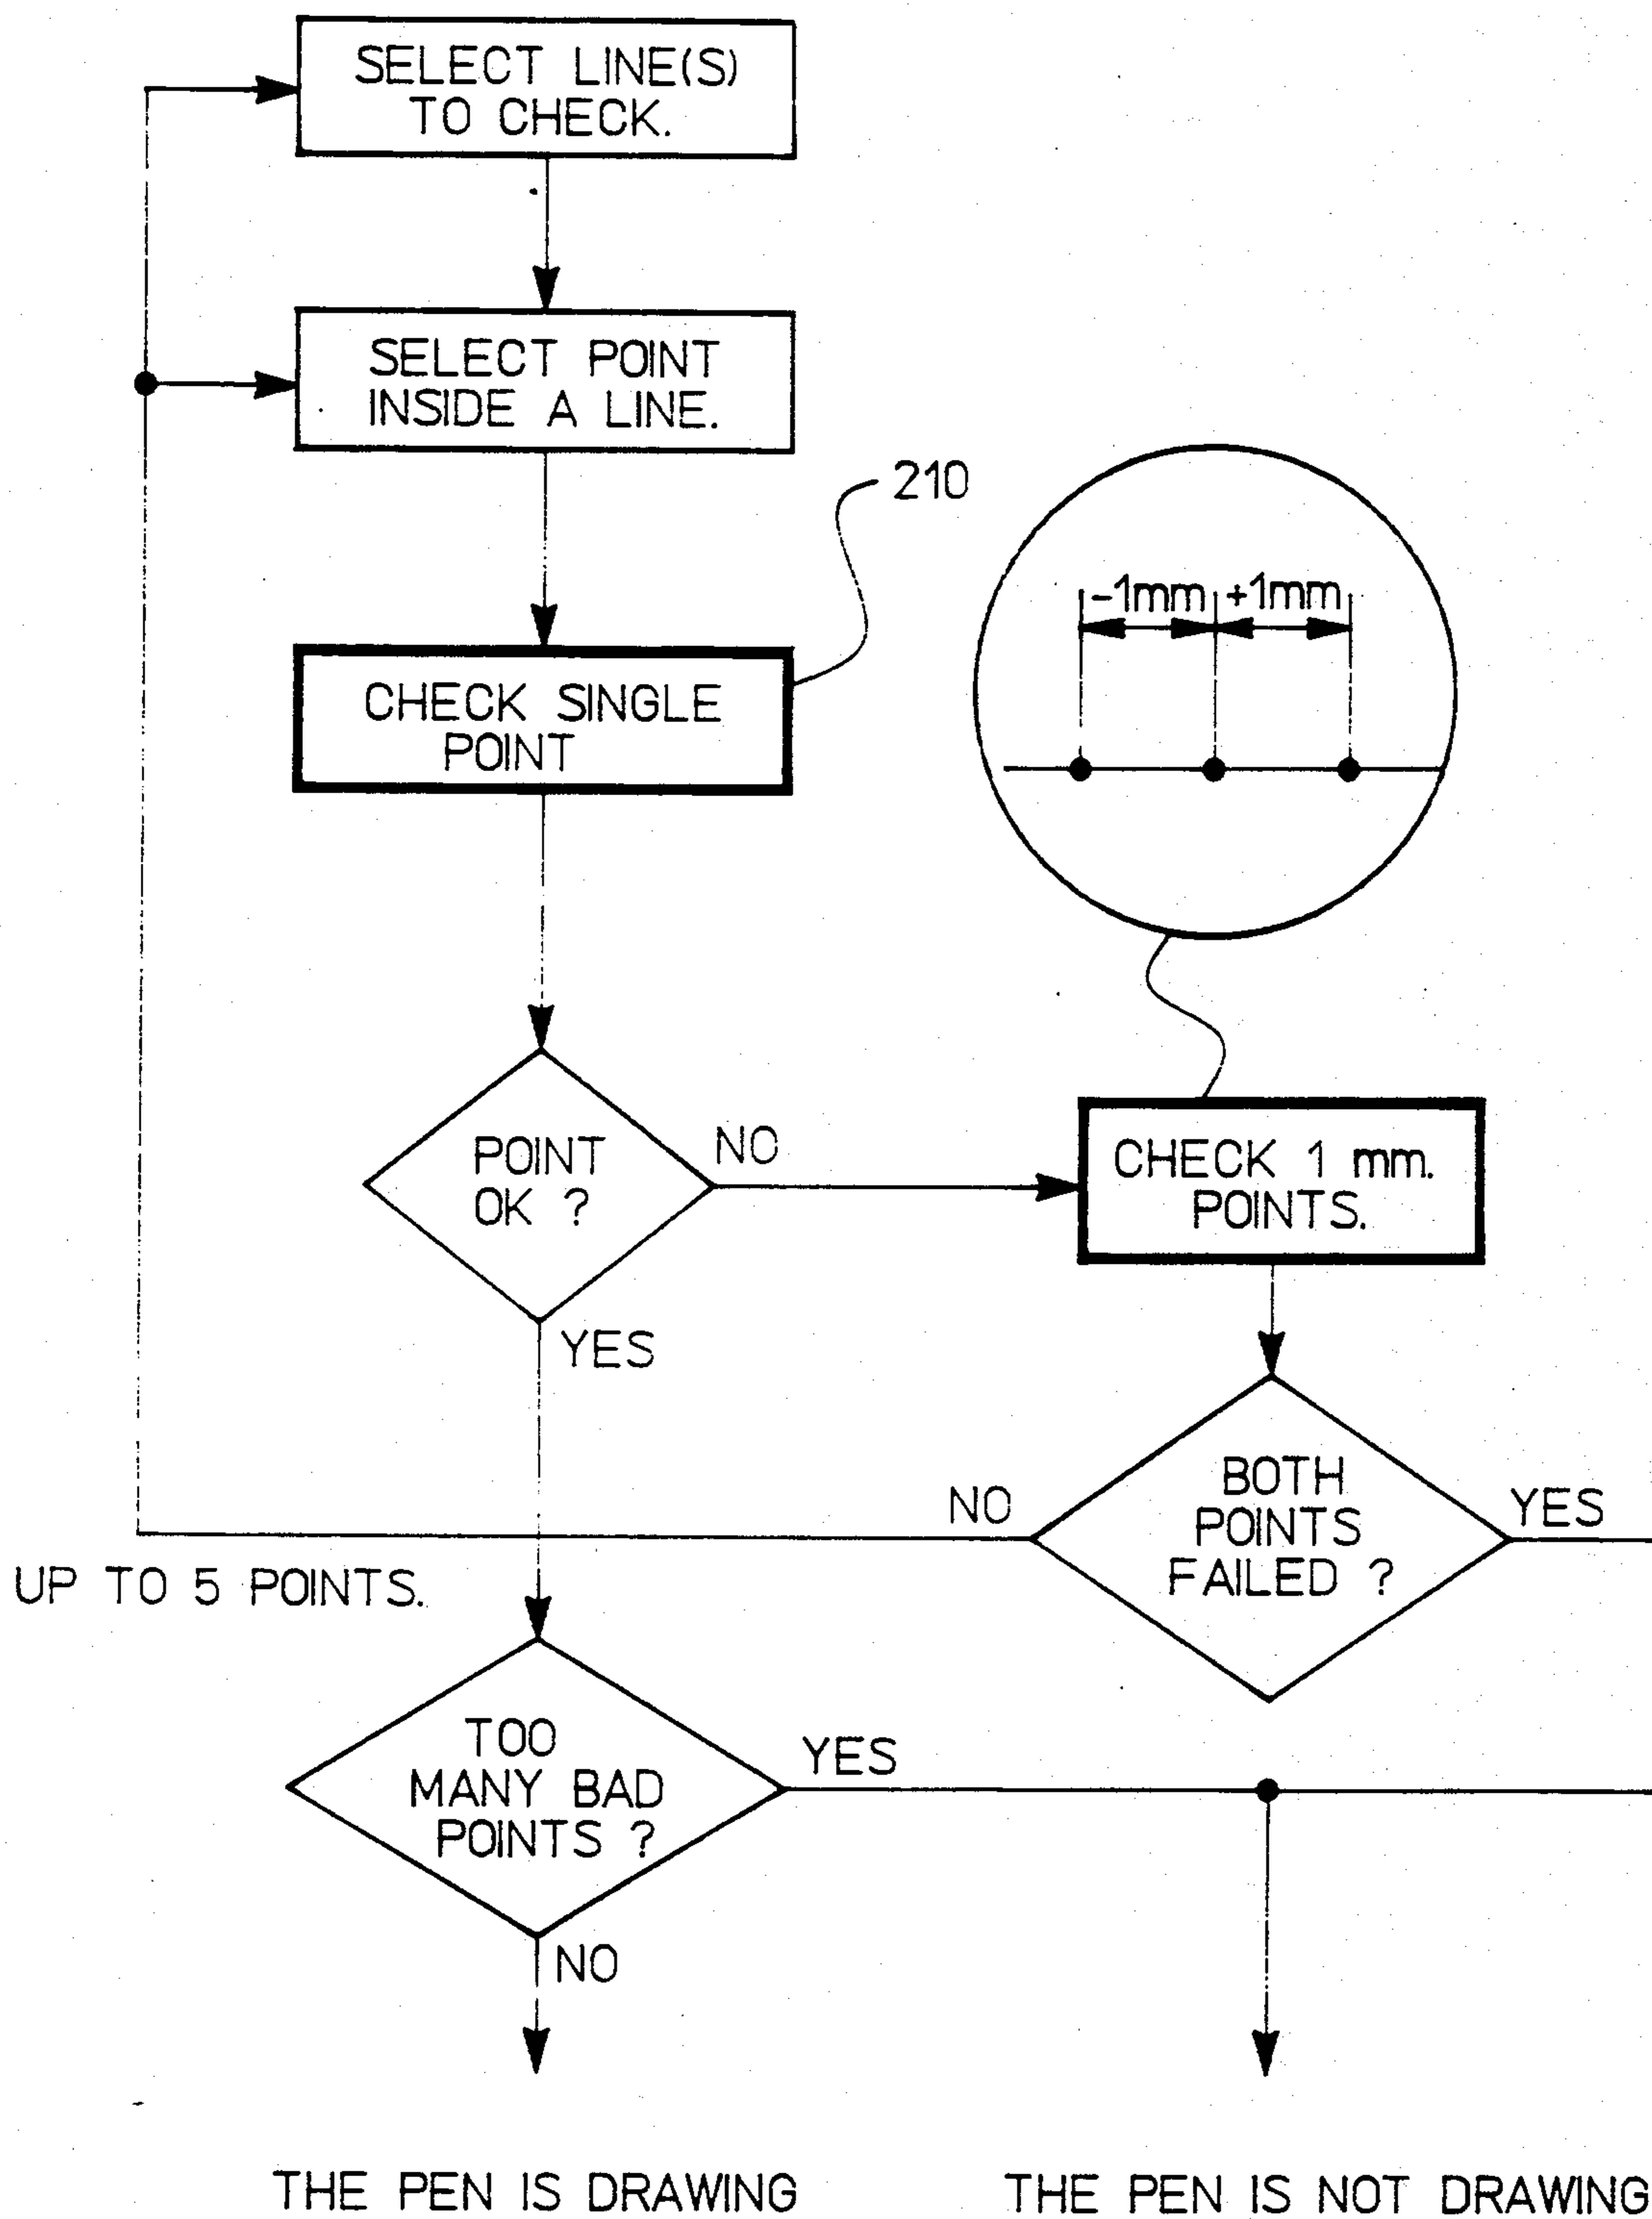 SELECT LINE(S)
TO CHECK.
SELECT POINT
INSIDE A LINE.
210
CHECK SINGLE
POINT
-1mm +1mm
POINT
OK ?
NO
YES
CHECK 1 mm.
POINTS.
BOTH
POINTS
FAILED ?
NO
YES
UP TO 5 POINTS.
TOO
MANY BAD
POINTS ?
YES
NO
THE PEN IS DRAWING
THE PEN IS NOT DRAWING